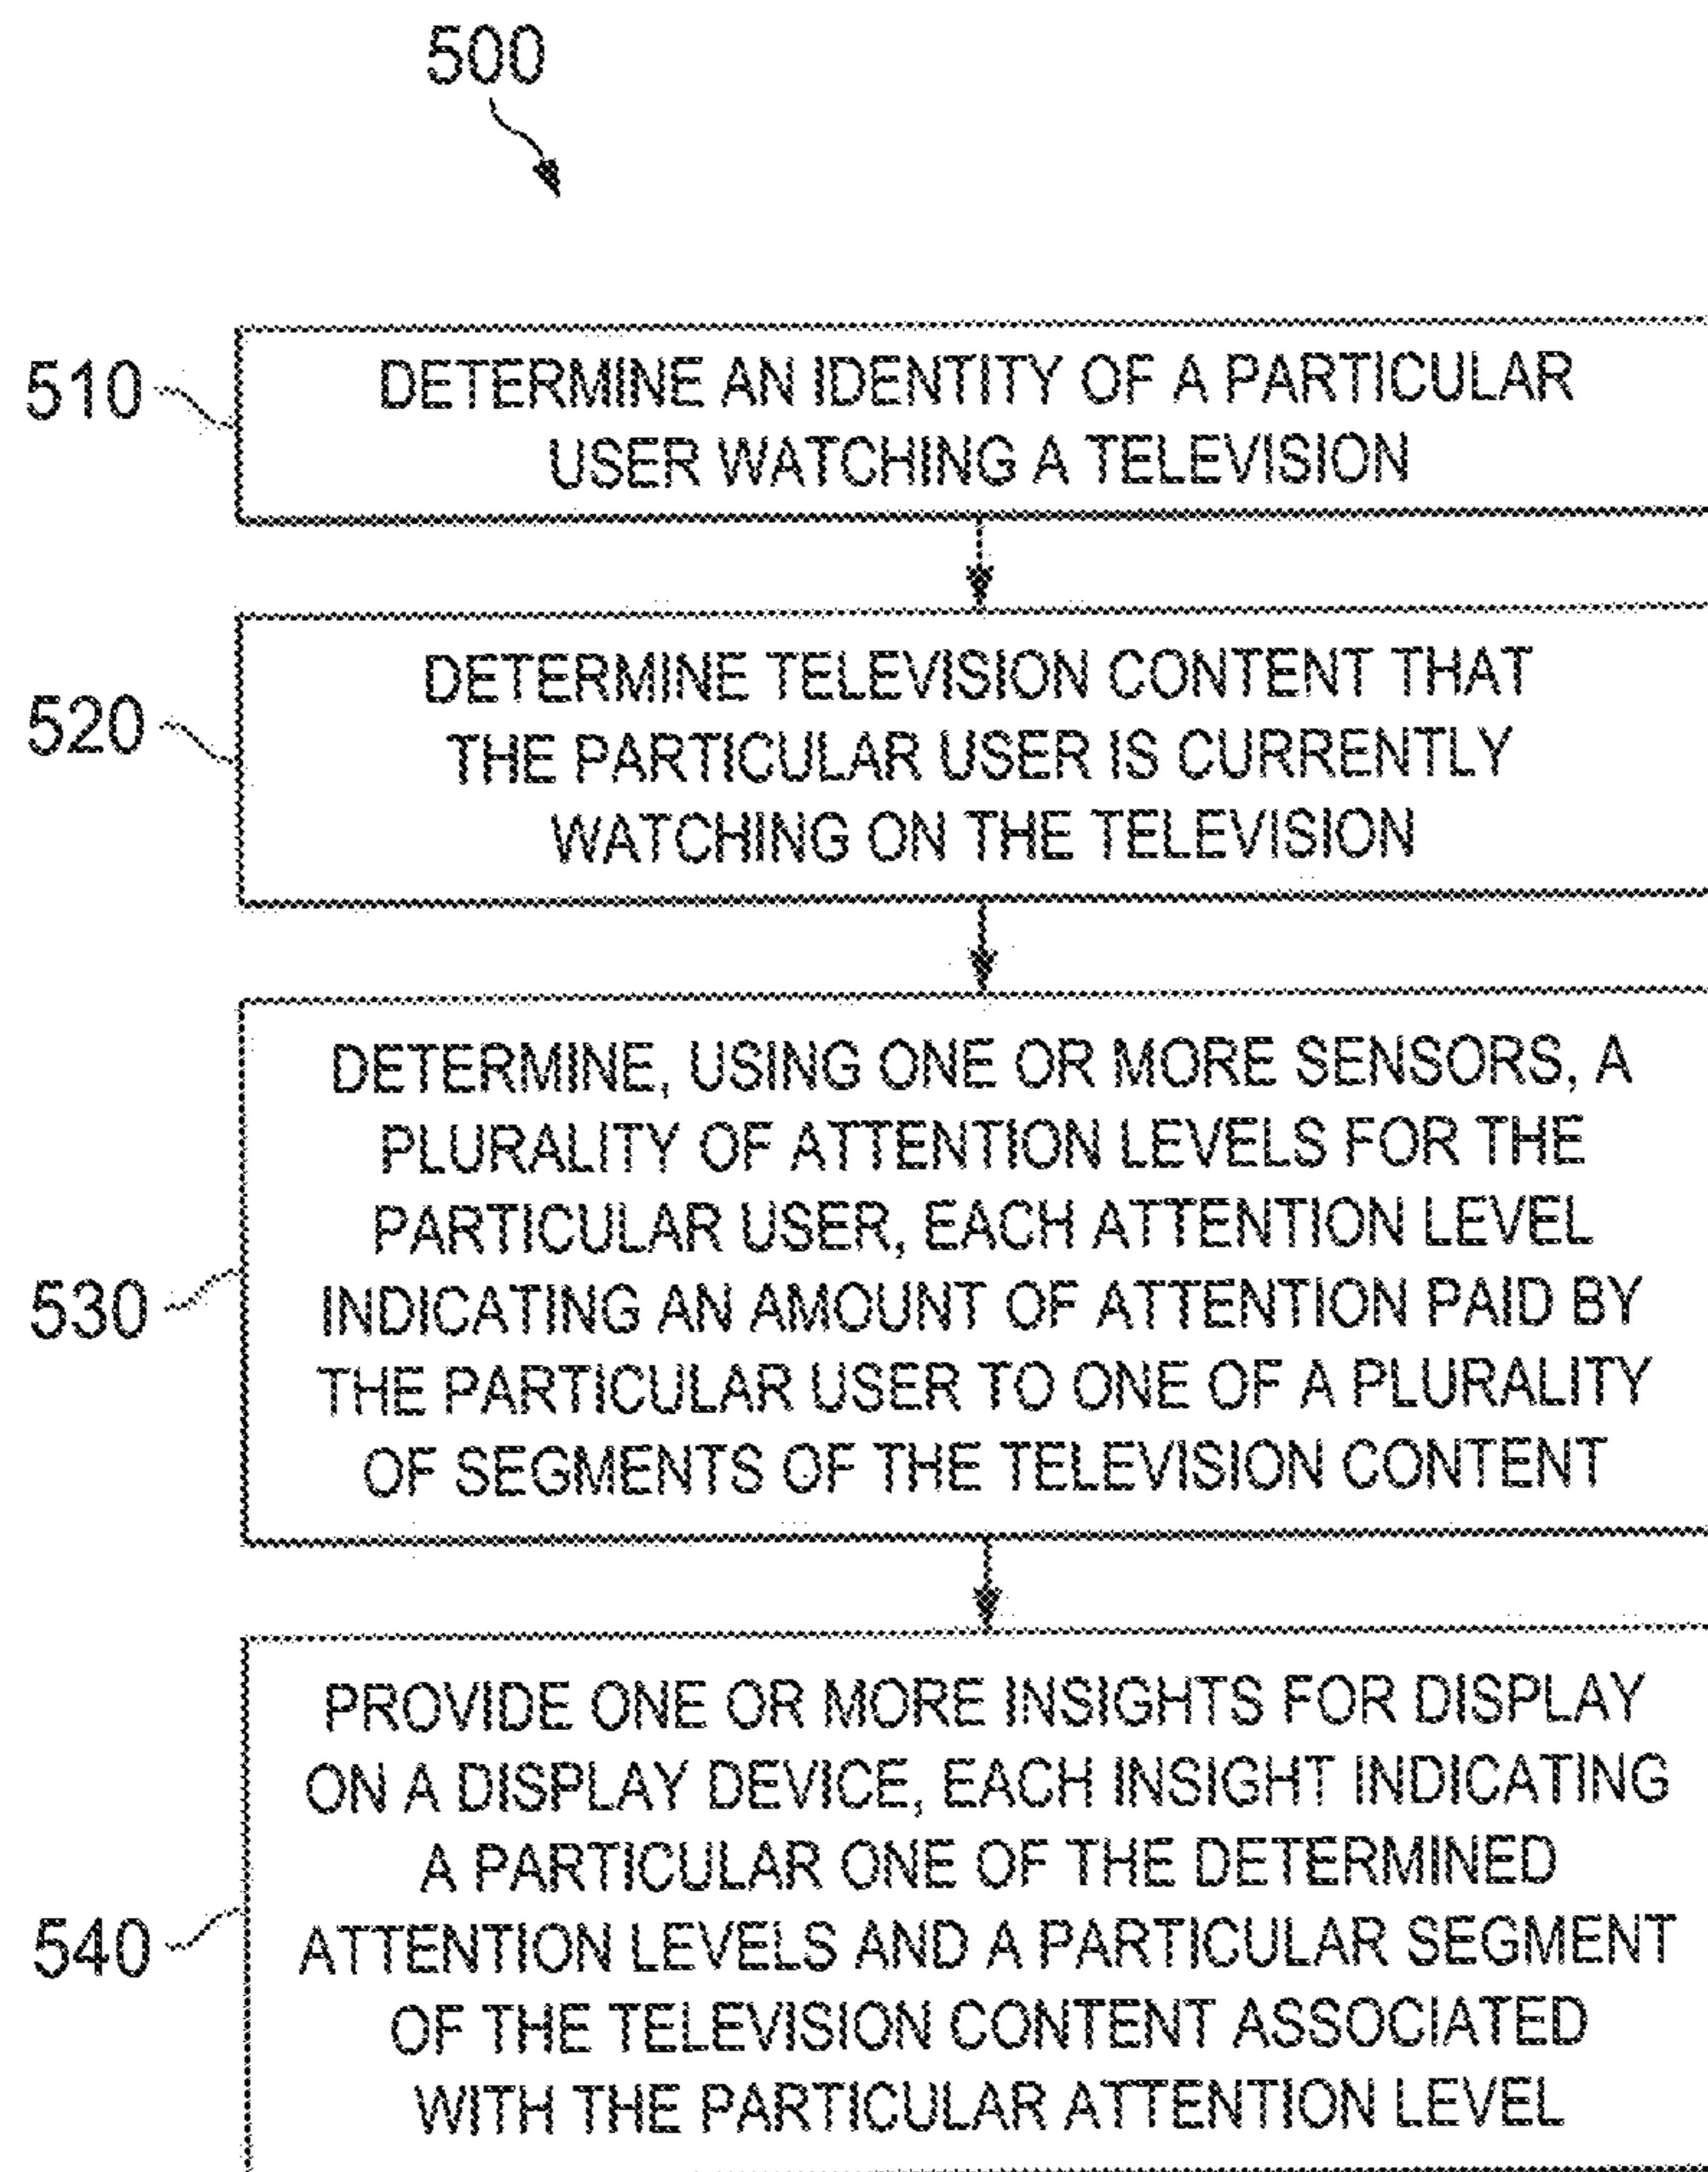 500
510
DETERMINE AN IDENTITY OF A PARTICULAR
USER WATCHING A TELEVISION
520
DETERMINE TELEVISION CONTENT THAT
THE PARTICULAR USER IS CURRENTLY
WATCHING ON THE TELEVISION
530
DETERMINE, USING ONE OR MORE SENSORS, A
PLURALITY OF ATTENTION LEVELS FOR THE
PARTICULAR USER, EACH ATTENTION LEVEL
INDICATING AN AMOUNT OF ATTENTION PAID BY
THE PARTICULAR USER TO ONE OF A PLURALITY
OF SEGMENTS OF THE TELEVISION CONTENT
540
PROVIDE ONE OR MORE INSIGHTS FOR DISPLAY
ON A DISPLAY DEVICE, EACH INSIGHT INDICATING
A PARTICULAR ONE OF THE DETERMINED
ATTENTION LEVELS AND A PARTICULAR SEGMENT
OF THE TELEVISION CONTENT ASSOCIATED
WITH THE PARTICULAR ATTENTION LEVEL